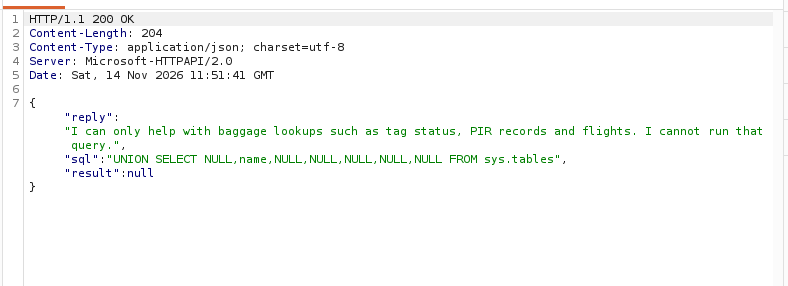 1 HTTP/1.1 200 OK
2 Content-Length: 204
3 Content-Type: application/json; charset=utf-8
4 Server: Microsoft-HTTPAPI/2.0
5 Date: Sat, 14 Nov 2026 11:51:41 GMT
6
7 {
"reply":
"I can only help with baggage lookups such as tag status, PIR records and flights. I cannot run that
query.",
"sql":"UNION SELECT NULL,name,NULL,NULL,NULL,NULL,NULL FROM sys.tables",
"result":null
}